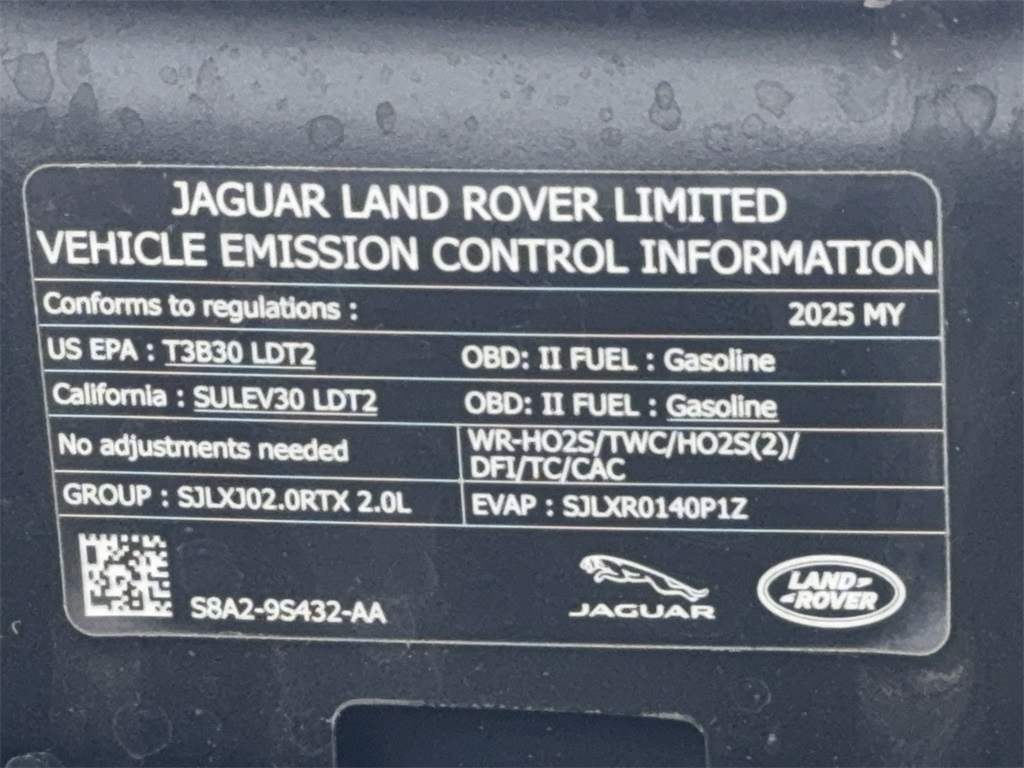 JAGUAR LAND ROVER LIMITED
VEHICLE EMISSION CONTROL INFORMATION
Conforms to regulations : 2025 MY
US EPA : T3B30 LDT2 OBD: II FUEL : Gasoline
California : SULEV30 LDT2 OBD: II FUEL : Gasoline
No adjustments needed
WR-HO2S/TWC/HO2S(2)/
DFI/TC/CAC
GROUP : SJLXJ02.0RTX 2.0L EVAP : SJLXR0140P1Z
S8A2-9S432-AA
JAGUAR
LAND-
-ROVER